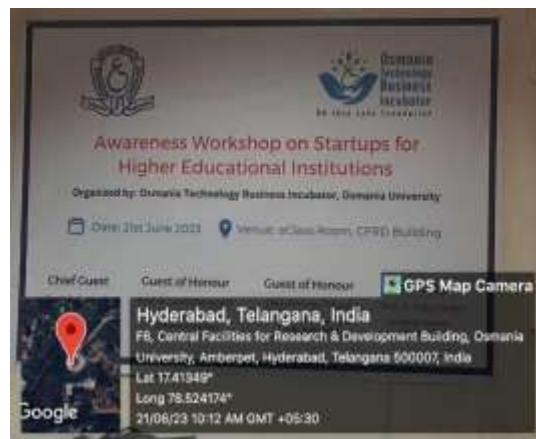 Osmania
Technology
Business
Incubator
Awareness Workshop on Startups for
Higher Educational Institutions
Organized by: Osmania Technology Business Incubator, Osmania University
Date: 21st June 2023
Venue: eClass Room, CFRD Building
Chief Guest
Guest of Honour
Guest of Honour
GPS Map Camera
Hyderabad, Telangana, India
F6, Central Facilities for Research & Development Building, Osmania
University, Amberpet, Hyderabad, Telangana 500007, India
Lat 17.41949°
Long 78.524174°
21/06/23 10:12 AM GMT +05:30
Google